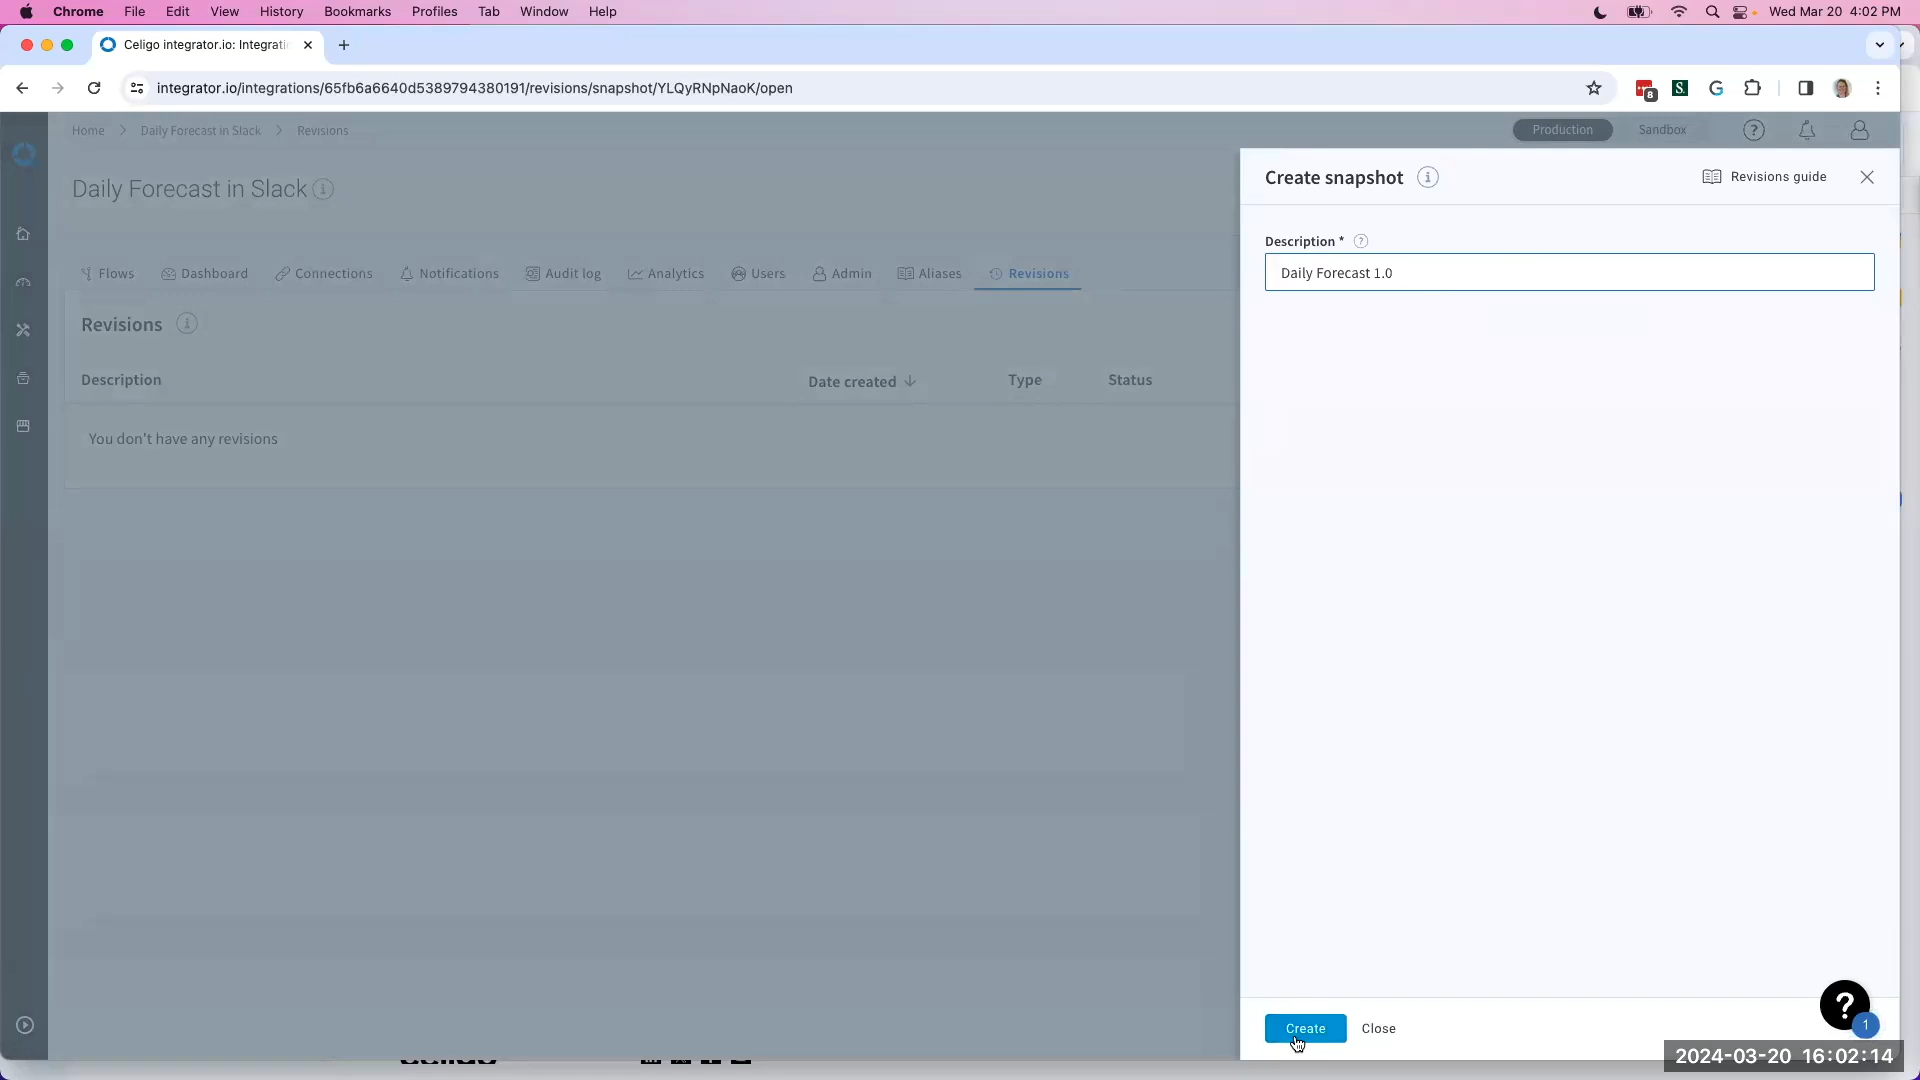 Chrome File Edit View History Bookmarks Profiles Tab Window Help Wed Mar 20 4:02 PM
Celigo integrator.io: Integrati
integrator.io/integrations/65fb6a6640d5389794380191/revisions/snapshot/YLQyRNpNaoK/open
8
S.
G
Home > Daily Forecast in Slack > Revisions
Production Sandbox
Daily Forecast in Slack
Create snapshot
Revisions guide
Description *
Daily Forecast 1.0
Flows Dashboard Connections Notifications Audit log Analytics Users Admin Aliases Revisions
Revisions
Description Date created Type Status
You don't have any revisions
Create Close
?
1
2024-03-20 16:02:14